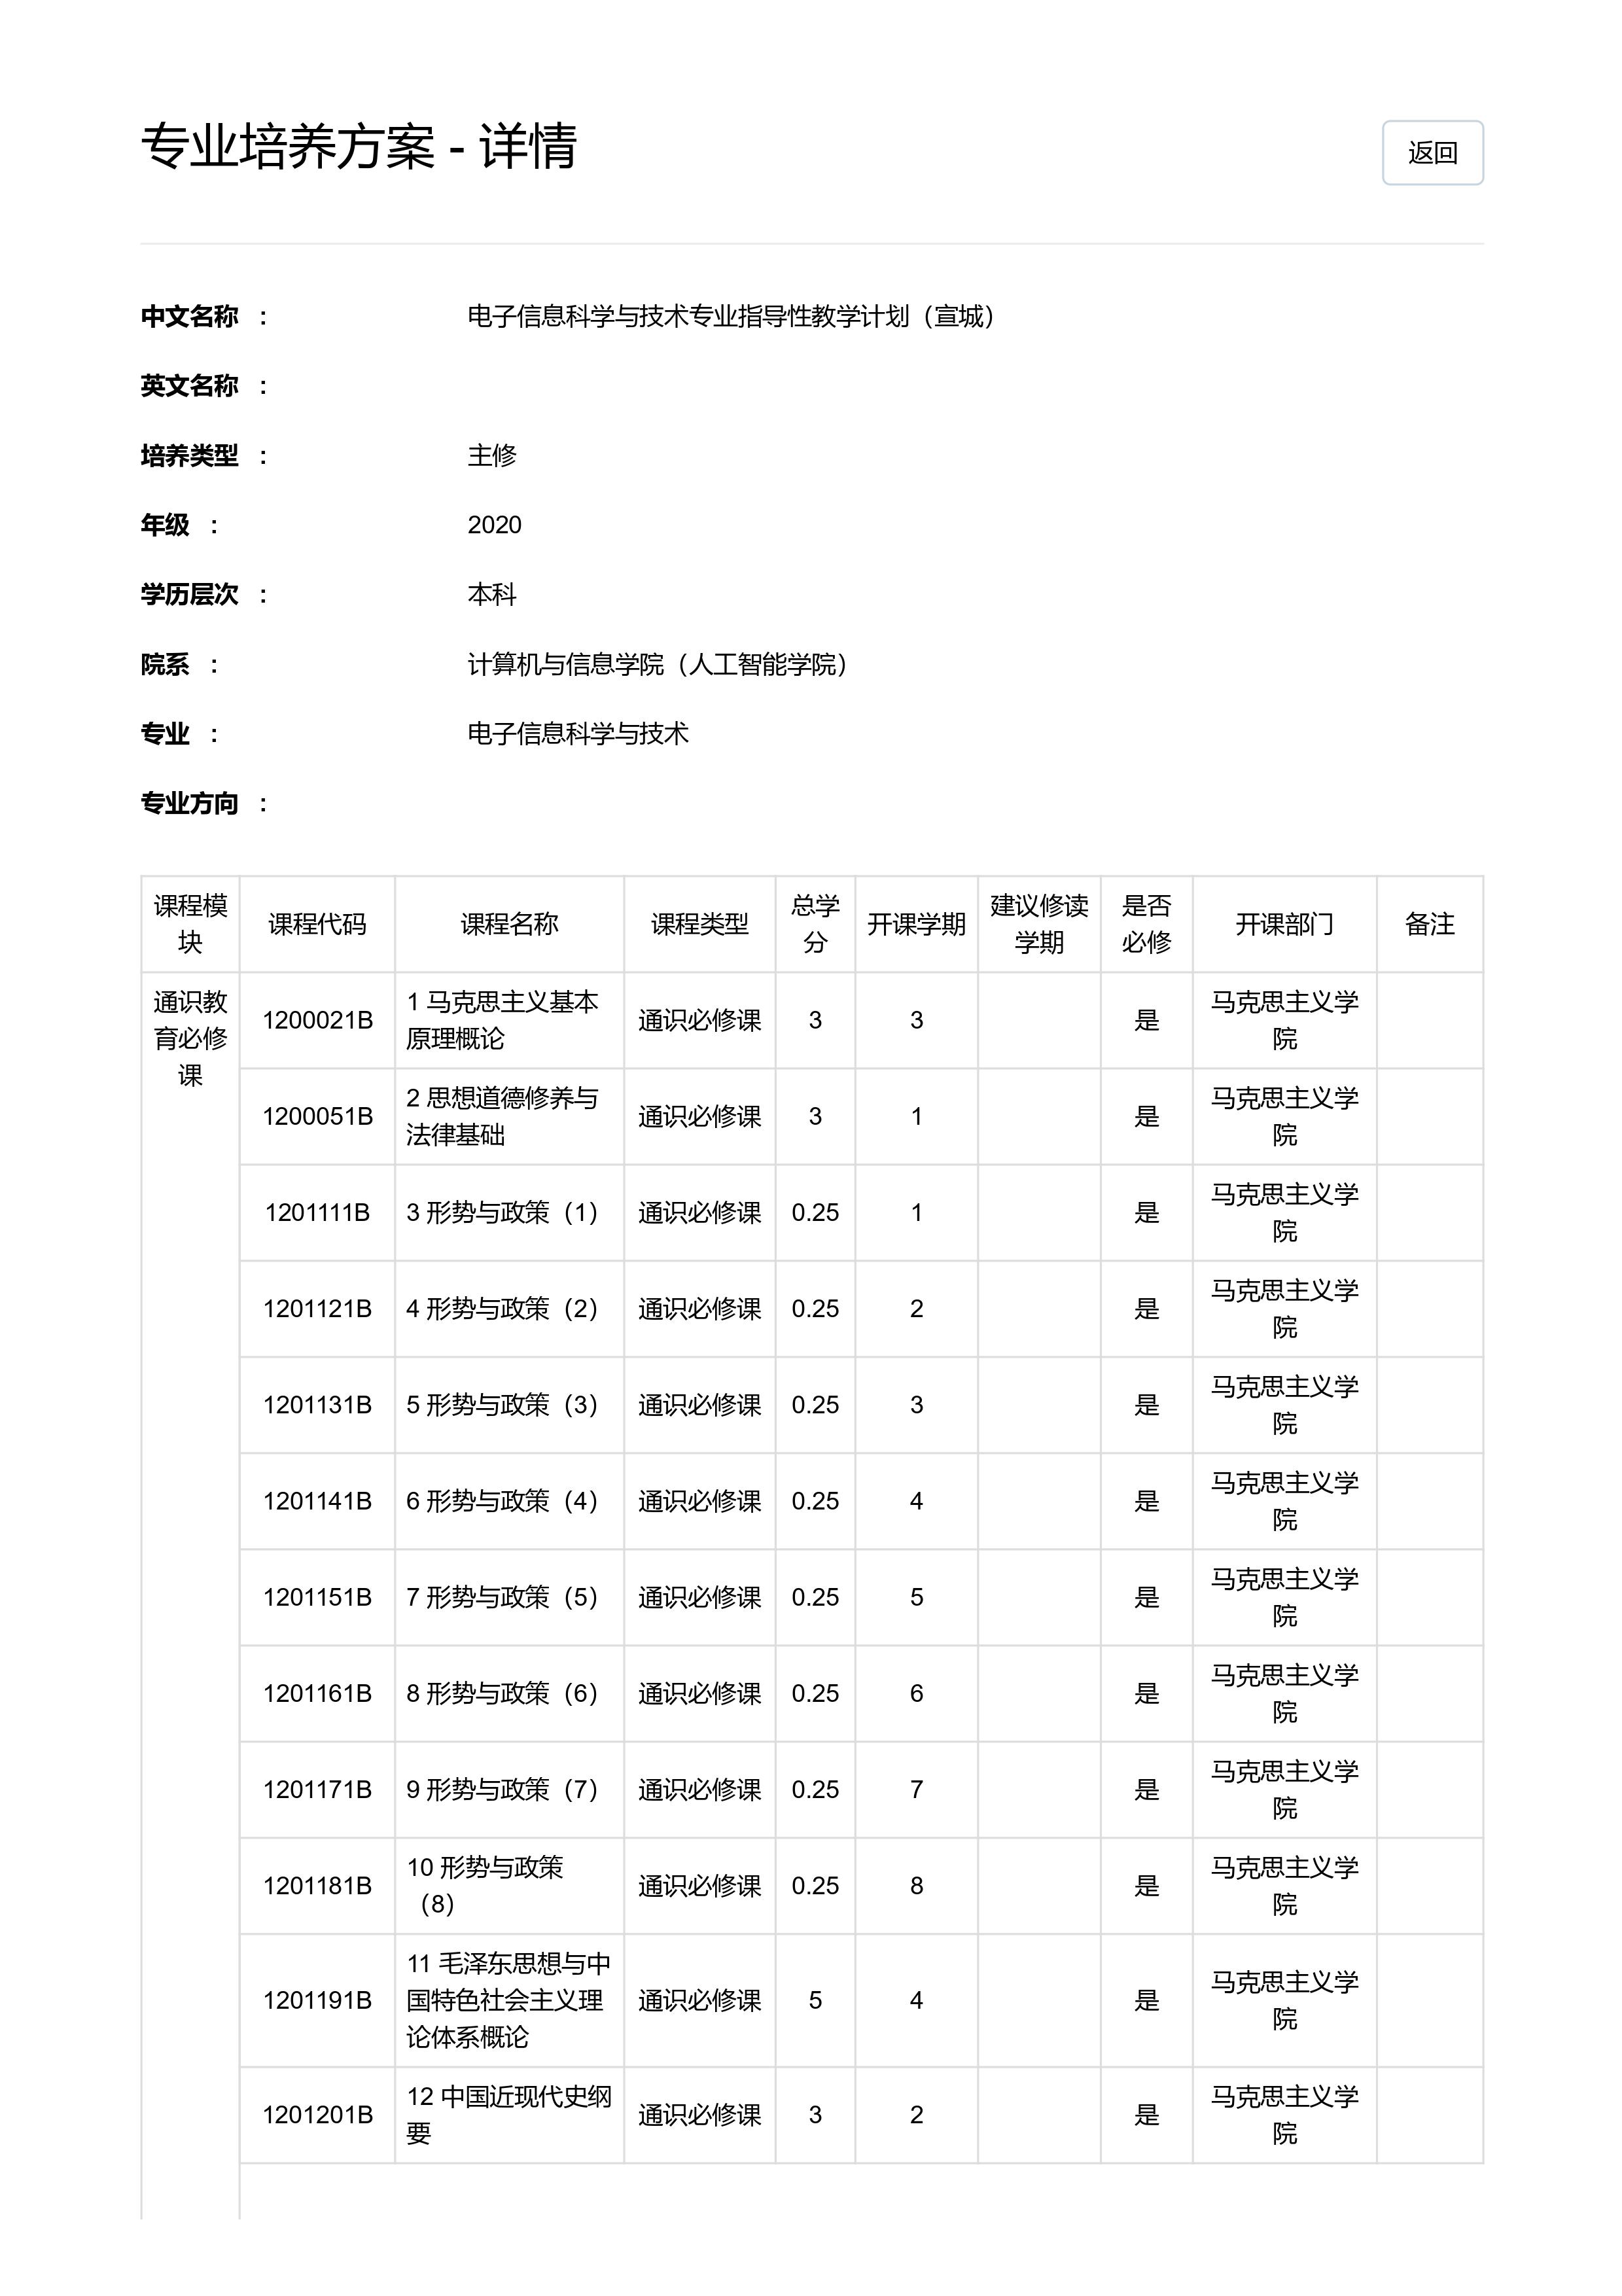 专业培养方案 - 详情
返回
中文名称 : 电子信息科学与技术专业指导性教学计划（宣城）
英文名称 :
培养类型 : 主修
年级 : 2020
学历层次 : 本科
院系 : 计算机与信息学院（人工智能学院）
专业 : 电子信息科学与技术
专业方向 :
课程模块 课程代码 课程名称 课程类型 总学分 开课学期 建议修读学期 是否必修 开课部门 备注
通识教育必修课
1200021B 1 马克思主义基本原理概论 通识必修课 3 3 是 马克思主义学院
1200051B 2 思想道德修养与法律基础 通识必修课 3 1 是 马克思主义学院
1201111B 3 形势与政策（1） 通识必修课 0.25 1 是 马克思主义学院
1201121B 4 形势与政策（2） 通识必修课 0.25 2 是 马克思主义学院
1201131B 5 形势与政策（3） 通识必修课 0.25 3 是 马克思主义学院
1201141B 6 形势与政策（4） 通识必修课 0.25 4 是 马克思主义学院
1201151B 7 形势与政策（5） 通识必修课 0.25 5 是 马克思主义学院
1201161B 8 形势与政策（6） 通识必修课 0.25 6 是 马克思主义学院
1201171B 9 形势与政策（7） 通识必修课 0.25 7 是 马克思主义学院
1201181B 10 形势与政策（8） 通识必修课 0.25 8 是 马克思主义学院
1201191B 11 毛泽东思想与中国特色社会主义理论体系概论 通识必修课 5 4 是 马克思主义学院
1201201B 12 中国近现代史纲要 通识必修课 3 2 是 马克思主义学院